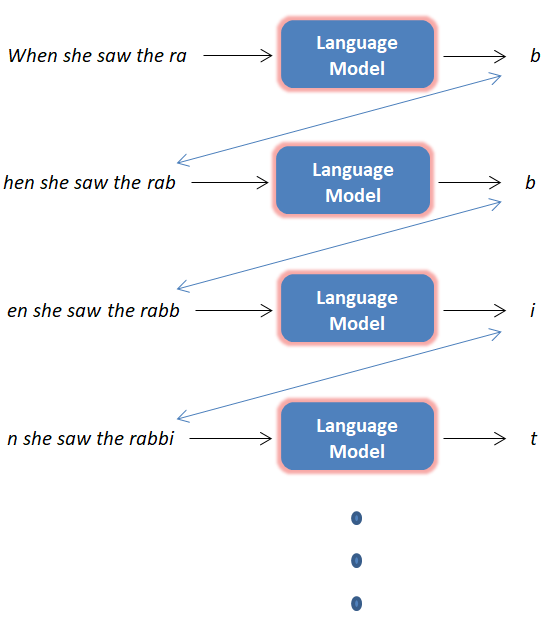 When she saw the ra
Language
Model
b
hen she saw the rab
Language
Model
b
en she saw the rabb
Language
Model
i
n she saw the rabbi
Language
Model
t